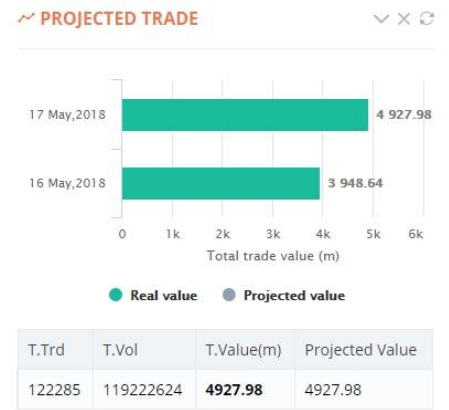 PROJECTED TRADE
17 May,2018
4 927.98
16 May,2018
3 948.64
0 1k 2k 3k 4k 5k 6k
Total trade value (m)
Real value Projected value
T.Trd T.Vol T.Value(m) Projected Value
122285 119222624 4927.98 4927.98